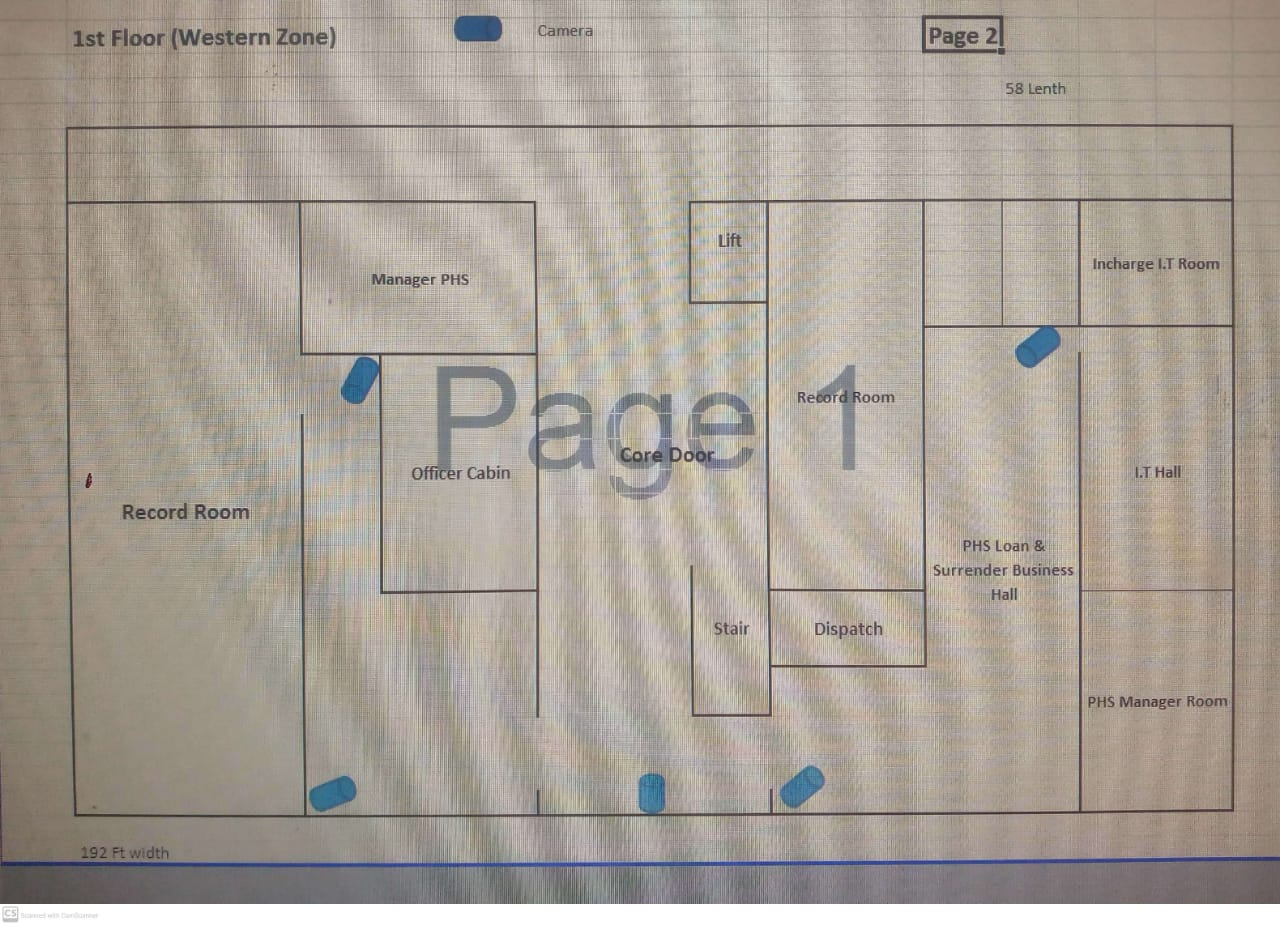 1st Floor (Western Zone)
Camera
Page 2
58 Lenth
Lift
Manager PHS
Incharge I.T Room
Page 1
Record Room
Core Door
Officer Cabin
I.T Hall
Record Room
PHS Loan &
Surrender Business
Hall
Stair
Dispatch
PHS Manager Room
192 Ft width
CS
Scanned with CamScanner